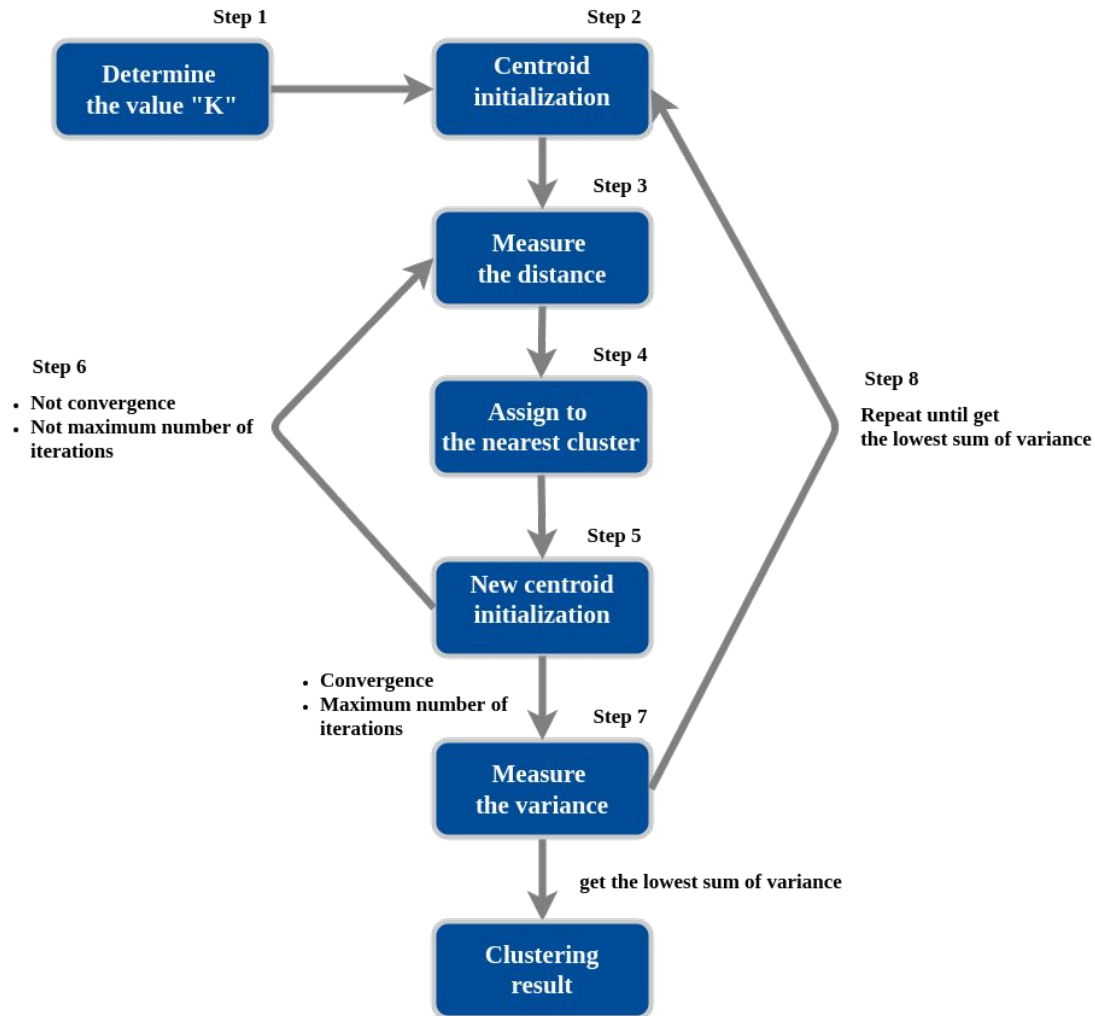 Step 1
Determine
the value "K"
Step 2
Centroid
initialization
Step 3
Measure
the distance
Step 4
Assign to
the nearest cluster
Step 5
New centroid
initialization
Step 6
• Not convergence
• Not maximum number of
iterations
• Convergence
• Maximum number of
iterations
Step 7
Measure
the variance
Step 8
Repeat until get
the lowest sum of variance
get the lowest sum of variance
Clustering
result